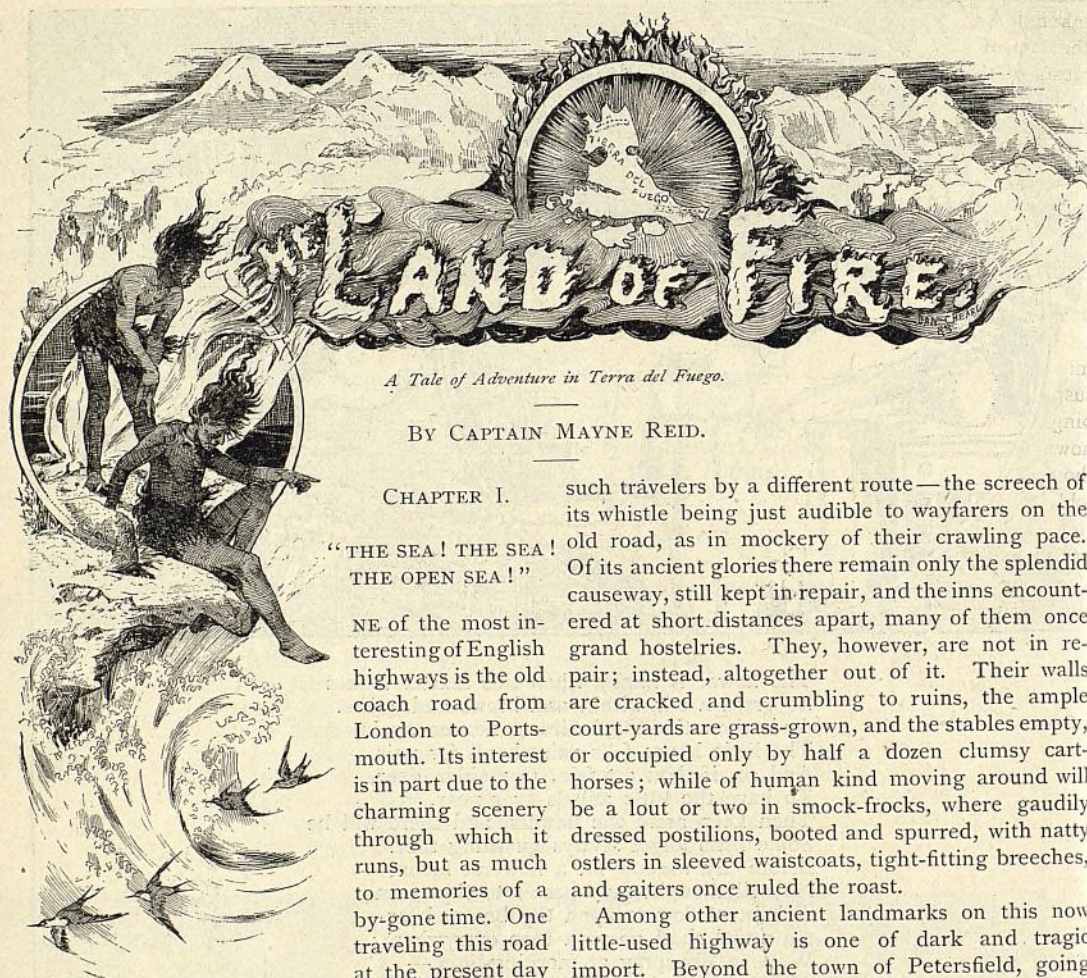 TIERRA
DEL
FUEGO
THE LAND OF FIRE.
DAN. C. BEARD
A Tale of Adventure in Terra del Fuego.
BY CAPTAIN MAYNE REID.
CHAPTER I.
“THE SEA! THE SEA!
THE OPEN SEA!”
NE of the most in-
teresting of English
highways is the old
coach road from
London to Ports-
mouth. Its interest
is in part due to the
charming scenery
through which it
runs, but as much
to memories of a
by-gone time. One
traveling this road
at the present day
such travelers by a different route—the screech of
its whistle being just audible to wayfarers on the
old road, as in mockery of their crawling pace.
Of its ancient glories there remain only the splendid
causeway, still kept in repair, and the inns encount-
ered at short distances apart, many of them once
grand hostelries. They, however, are not in re-
pair; instead, altogether out of it. Their walls
are cracked and crumbling to ruins, the ample
court-yards are grass-grown, and the stables empty,
or occupied only by half a dozen clumsy cart-
horses; while of human kind moving around will
be a lout or two in smock-frocks, where gaudily
dressed postilions, booted and spurred, with natty
ostlers in sleeved waistcoats, tight-fitting breeches,
and gaiters once ruled the roast.
Among other ancient landmarks on this now
little-used highway is one of dark and tragic
import. Beyond the town of Petersfield, going